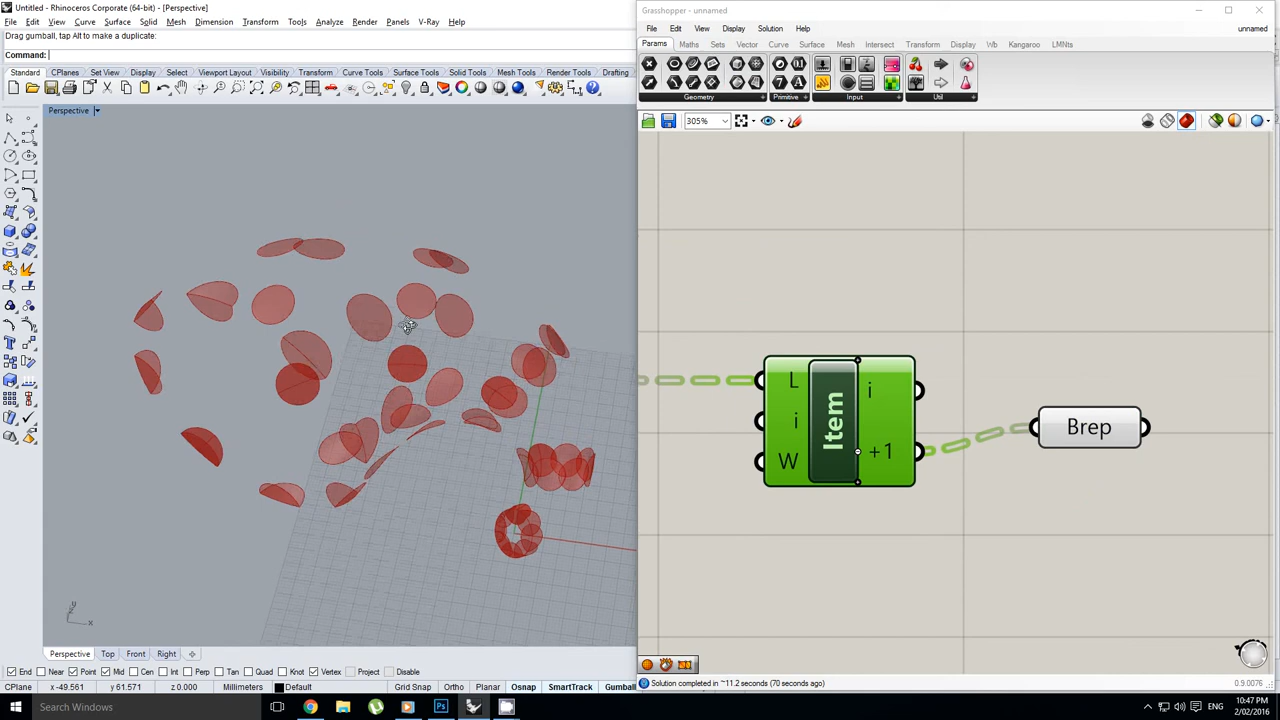 Untitled - Rhinoceros Corporate (64-bit) - [Perspective]
File Edit View Curve Surface Solid Mesh Dimension Transform Tools Analyze Render Panels V-Ray Help
Drag gumball, tap Alt to make a duplicate:
Command:
Standard CPlanes Set View Display Select Viewport Layout Visibility Transform Curve Tools Surface Tools Solid Tools Mesh Tools Render Tools Drafting
Perspective
x
Perspective Top Front Right
End Near Point Mid Cen Int Perp Tan Quad Knot Vertex Project Disable
CPlane x -49.561 y 61.571 z 0.000 Millimeters Default Grid Snap Ortho Planar Osnap SmartTrack Gumball
Grasshopper - unnamed
File Edit View Display Solution Help unnamed
Params Maths Sets Vector Curve Surface Mesh Intersect Transform Display Wb Kangaroo LMNts
Geometry Primitive Input Util
305%
L i W Item i +1
Brep
Solution completed in ~11.2 seconds (70 seconds ago) 0.9.0076
Search Windows
ENG 10:47 PM
2/02/2016